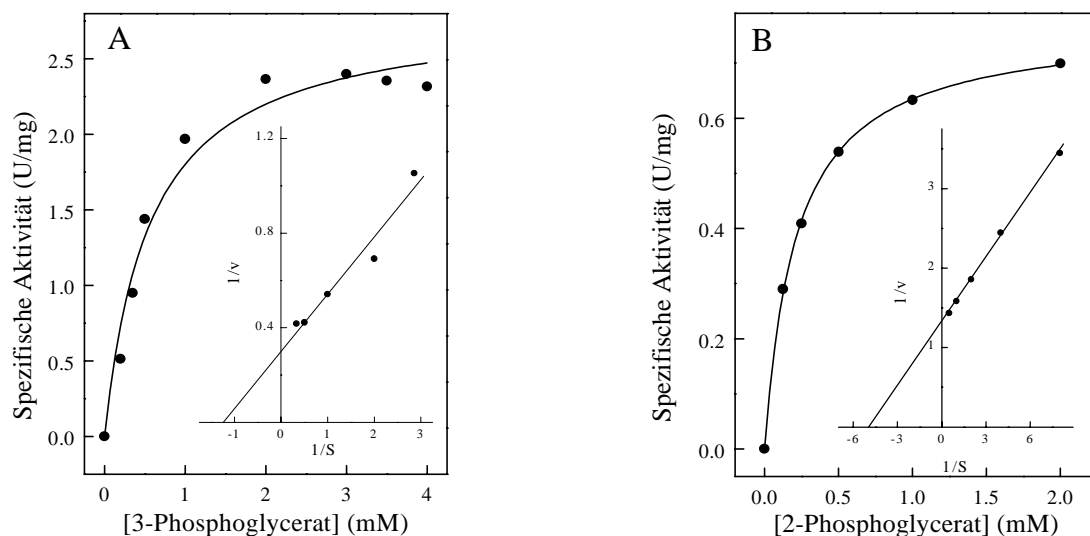 A
Spezifische Aktivität (U/mg)
2.5
2.0
1.5
1.0
0.5
0.0
0 1 2 3 4
[3-Phosphoglycerat] (mM)
1/v
1.2
0.8
0.4
-1 0 1 2 3
1/S
B
Spezifische Aktivität (U/mg)
0.6
0.4
0.2
0.0
0.0 0.5 1.0 1.5 2.0
[2-Phosphoglycerat] (mM)
1/v
3
2
1
-6 -3 0 3 6
1/S